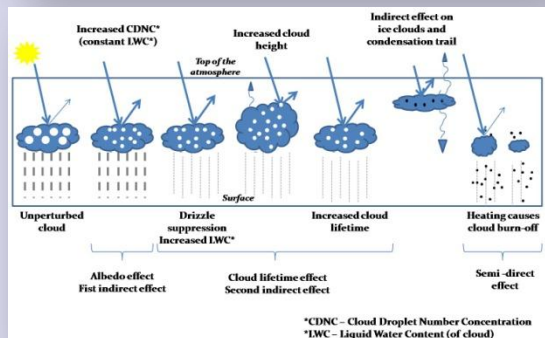 Increased CDNC*
(constant LWC*)
Increased cloud
height
Indirect effect on
ice clouds and
condensation trail
Top of the
atmosphere
Surface
Unperturbed
cloud
Drizzle
suppression
Increased LWC*
Increased cloud
lifetime
Heating causes
cloud burn-off
Albedo effect
Fist indirect effect
Cloud lifetime effect
Second indirect effect
Semi -direct
effect
*CDNC – Cloud Droplet Number Concentration
*LWC – Liquid Water Content (of cloud)